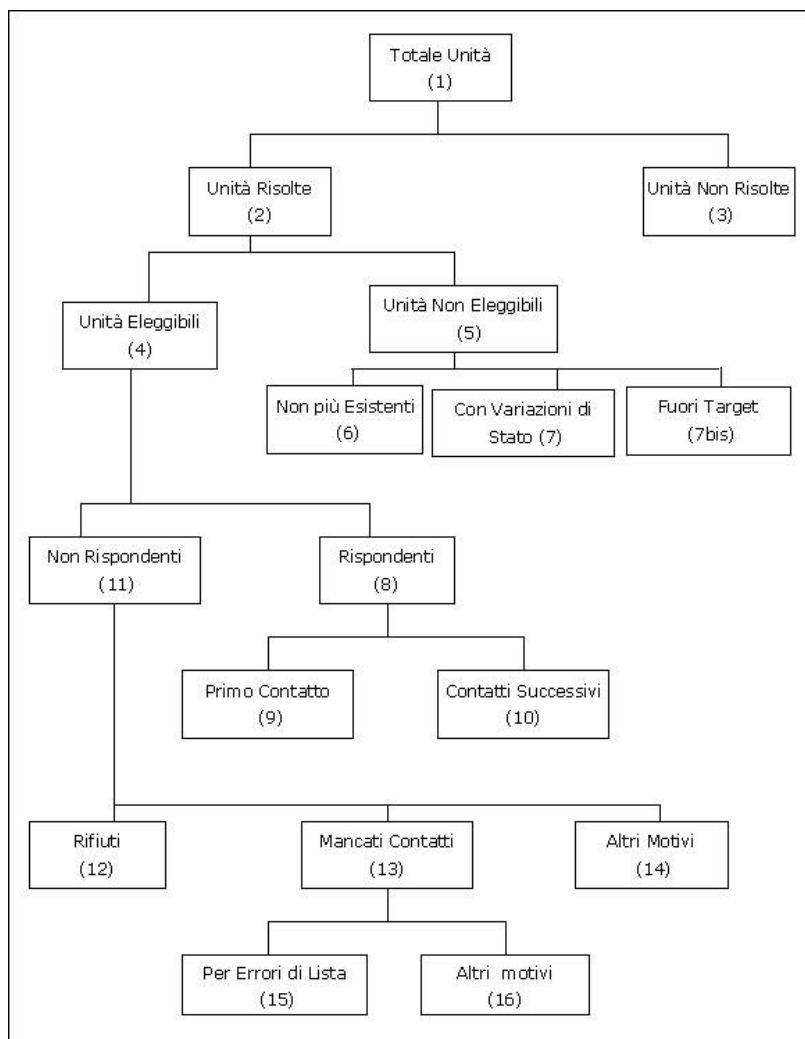 Totale Unità
(1)
Unità Risolte
(2)
Unità Non Risolte
(3)
Unità Eleggibili
(4)
Unità Non Eleggibili
(5)
Non più Esistenti
(6)
Con Variazioni di
Stato (7)
Fuori Target
(7bis)
Non Rispondenti
(11)
Rispondenti
(8)
Primo Contatto
(9)
Contatti Successivi
(10)
Rifiuti
(12)
Mancati Contatti
(13)
Altri Motivi
(14)
Per Errori di Lista
(15)
Altri motivi
(16)